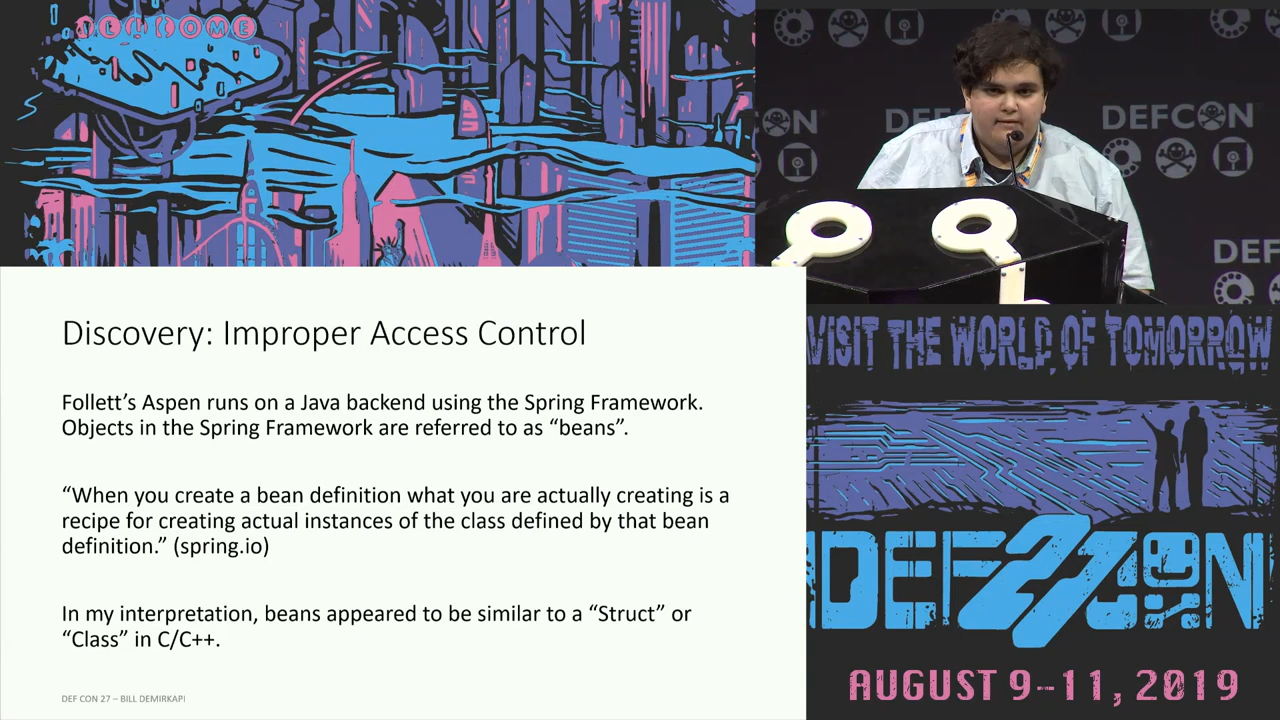 WELCOME
DEFCON
DEFCON
DEFCON
Discovery: Improper Access Control
Follett’s Aspen runs on a Java backend using the Spring Framework.
Objects in the Spring Framework are referred to as “beans”.
“When you create a bean definition what you are actually creating is a
recipe for creating actual instances of the class defined by that bean
definition.” (spring.io)
In my interpretation, beans appeared to be similar to a “Struct” or
“Class” in C/C++.
DEF CON 27 – BILL DEMIRKAPI
VISIT THE WORLD OF TOMORROW
DEF27CON
AUGUST 9-11, 2019